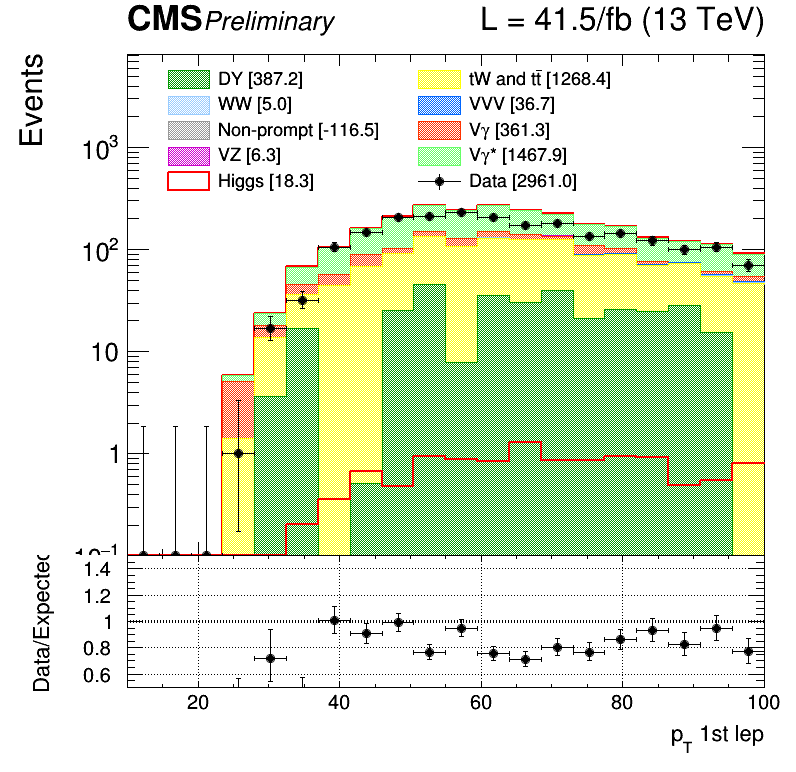 CMS Preliminary L = 41.5/fb (13 TeV)
Events
DY [387.2] tW and tt̄ [1268.4]
WW [5.0] VVV [36.7]
Non-prompt [-116.5] Vγ [361.3]
VZ [6.3] Vγ* [1467.9]
Higgs [18.3] Data [2961.0]
10³
10²
10
1
10⁻¹
Data/Expected
1.4
1.2
1
0.8
0.6
20 40 60 80 100
p_T 1st lep